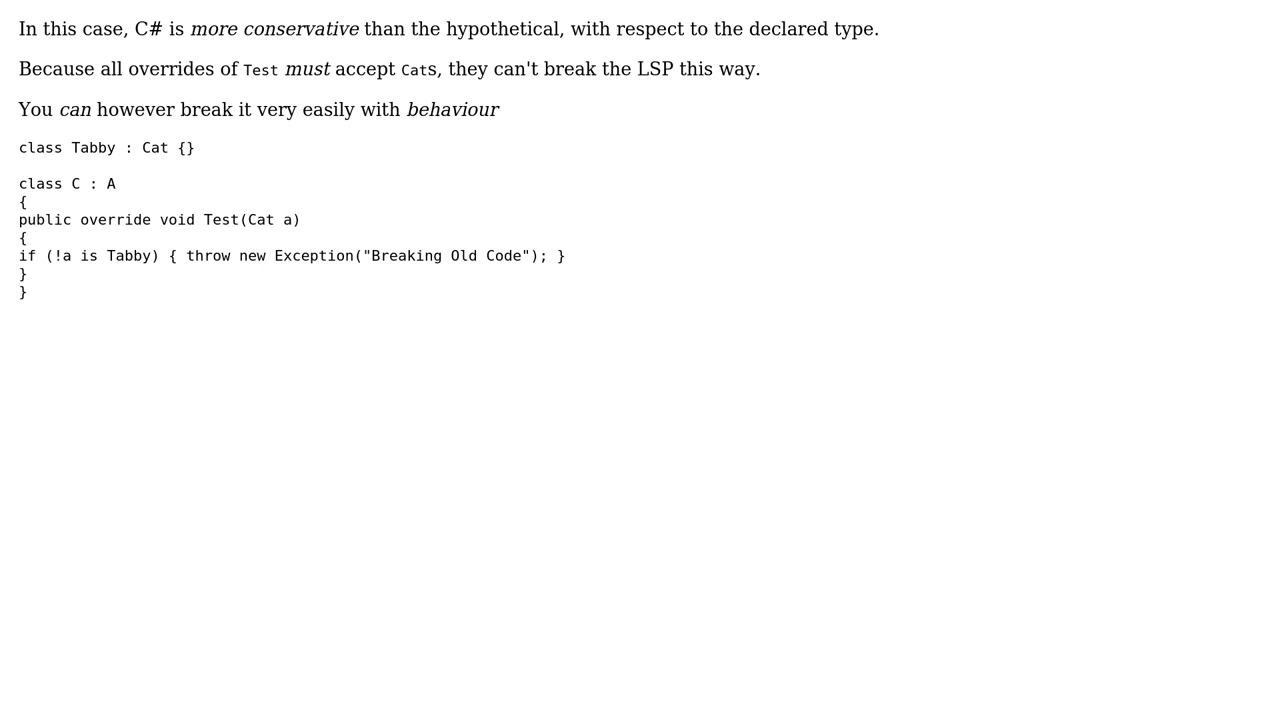 In this case, C# is more conservative than the hypothetical, with respect to the declared type.
Because all overrides of Test must accept Cats, they can't break the LSP this way.
You can however break it very easily with behaviour
class Tabby : Cat {}
class C : A
{
public override void Test(Cat a)
{
if (!a is Tabby) { throw new Exception("Breaking Old Code"); }
}
}